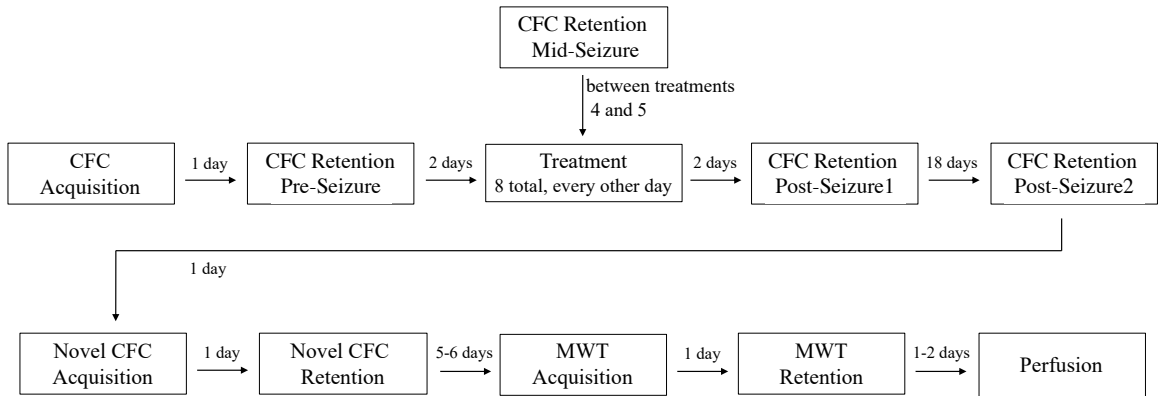 CFC Retention
Mid-Seizure
between treatments
4 and 5
CFC
Acquisition
1 day
CFC Retention
Pre-Seizure
2 days
Treatment
8 total, every other day
2 days
CFC Retention
Post-Seizure1
18 days
CFC Retention
Post-Seizure2
1 day
Novel CFC
Acquisition
1 day
Novel CFC
Retention
5-6 days
MWT
Acquisition
1 day
MWT
Retention
1-2 days
Perfusion